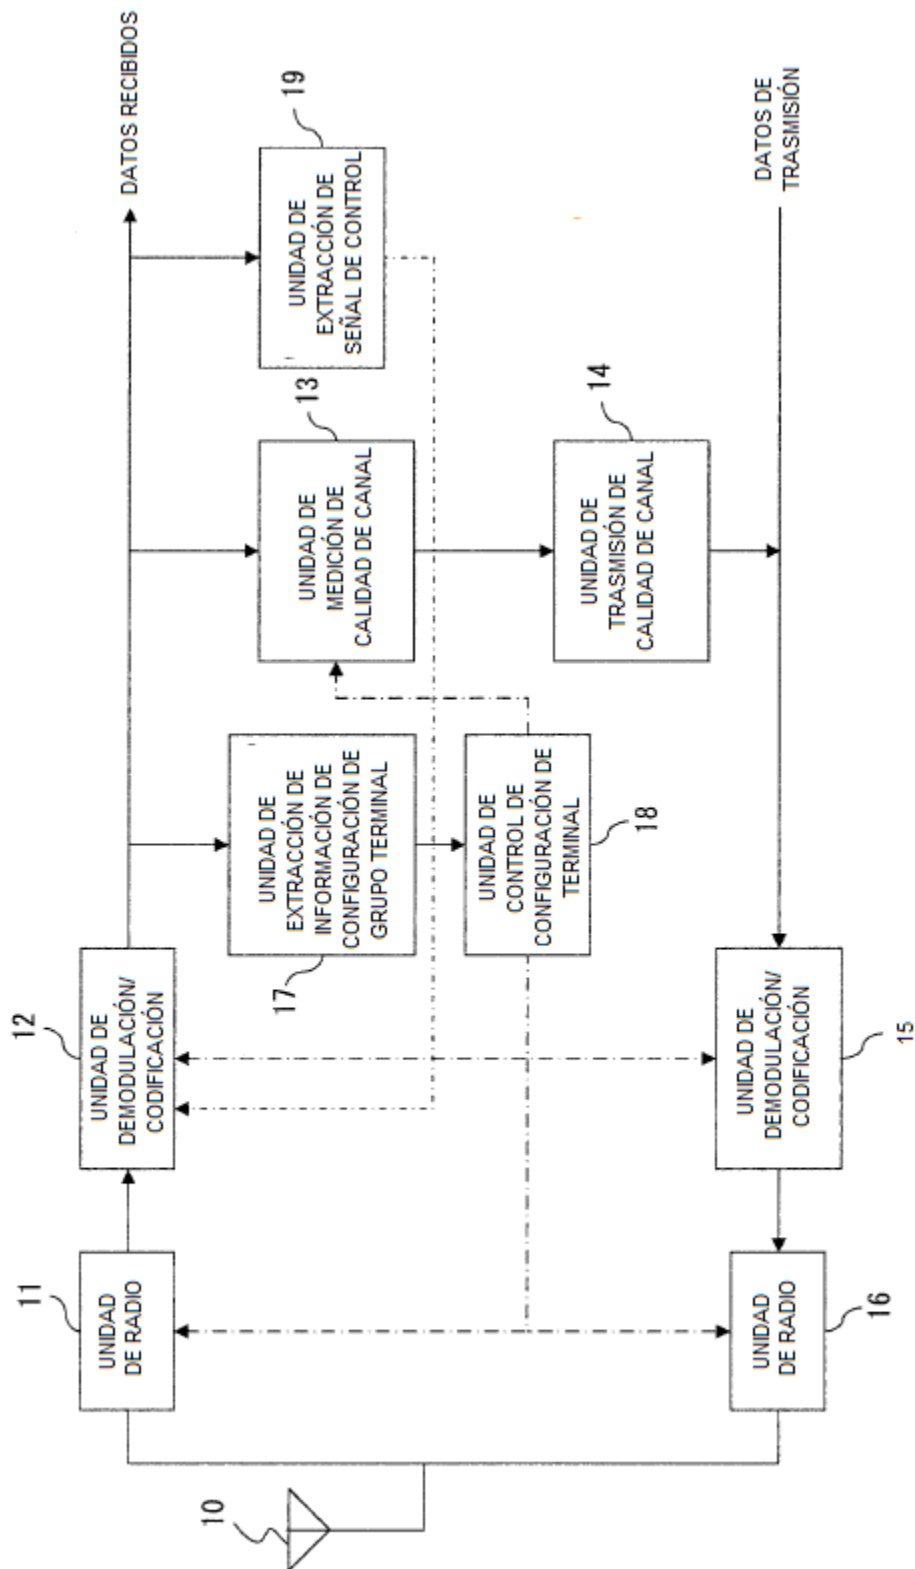 10
11
UNIDAD
DE RADIO
12
UNIDAD DE
DEMODULACIÓN/
CODIFICACIÓN
DATOS RECIBIDOS
UNIDAD DE
EXTRACCIÓN DE
INFORMACIÓN DE
CONFIGURACIÓN DE
GRUPO TERMINAL
17
UNIDAD DE
MEDICIÓN DE
CALIDAD DE CANAL
13
UNIDAD DE
EXTRACCIÓN DE
SEÑAL DE CONTROL
19
UNIDAD DE
CONTROL DE
CONFIGURACIÓN DE
TERMINAL
18
UNIDAD DE
TRASMISIÓN DE
CALIDAD DE CANAL
14
UNIDAD
DE RADIO
16
UNIDAD DE
DEMODULACIÓN/
CODIFICACIÓN
15
DATOS DE
TRASMISIÓN